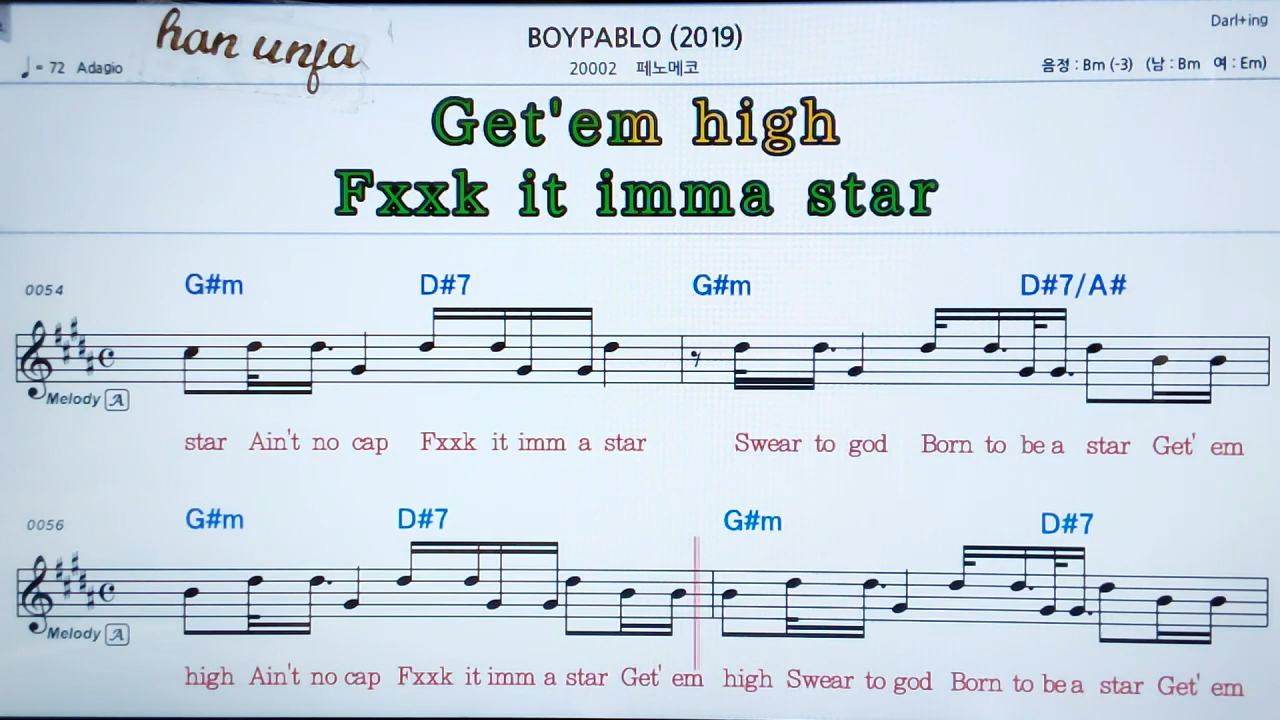 han unfa
BOYPABLO (2019)
Darl+ing
♩= 72 Adagio
20002 페노메코
음정 : Bm (-3) (남 : Bm 여 : Em)
Get'em high
Fxxk it imma star
0054
G#m D#7 G#m D#7/A#
Melody A
star Ain't no cap Fxxk it imm a star Swear to god Born to be a star Get' em
0056
G#m D#7 G#m D#7
Melody A
high Ain't no cap Fxxk it imm a star Get' em high Swear to god Born to be a star Get' em